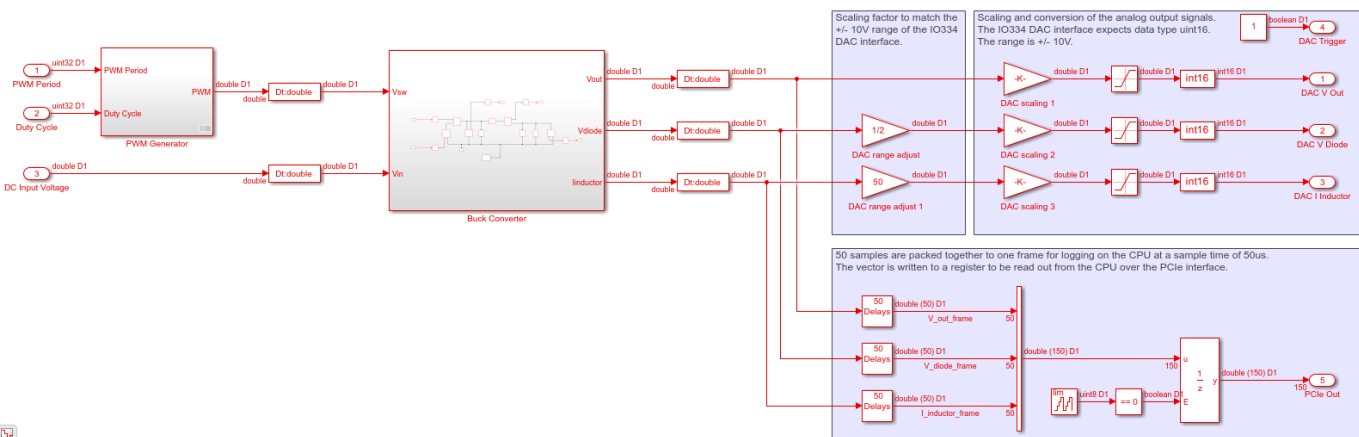 Scaling factor to match the
+/- 10V range of the IO334
DAC interface.
Scaling and conversion of the analog output signals.
The IO334 DAC interface expects data type uint16.
The range is +/- 10V.
1
boolean D1
4
DAC Trigger
1
PWM Period
uint32 D1
2
Duty Cycle
uint32 D1
PWM Period
Duty Cycle
PWM
PWM Generator
double D1
double
Dt:double
double D1
3
DC Input Voltage
double D1
double
Dt:double
double D1
Vsw
Vin
Vout
Vdiode
Iinductor
Buck Converter
double D1
double
Dt:double
double D1
-K-
DAC scaling 1
double D1
double D1
int16
int16 D1
1
DAC V Out
double D1
double
Dt:double
double D1
1/2
DAC range adjust
double D1
-K-
DAC scaling 2
double D1
double D1
int16
int16 D1
2
DAC V Diode
double D1
double
Dt:double
double D1
50
DAC range adjust 1
double D1
-K-
DAC scaling 3
double D1
double D1
int16
int16 D1
3
DAC I Inductor
50 samples are packed together to one frame for logging on the CPU at a sample time of 50us.
The vector is written to a register to be read out from the CPU over the PCIe interface.
50
Delays
double (50) D1
V_out_frame
50
50
Delays
double (50) D1
V_diode_frame
50
50
Delays
double (50) D1
I_inductor_frame
50
double (150) D1
150
lim
uint8 D1
== 0
boolean D1
u
E
1
z
y
double (150) D1
150
5
PCIe Out